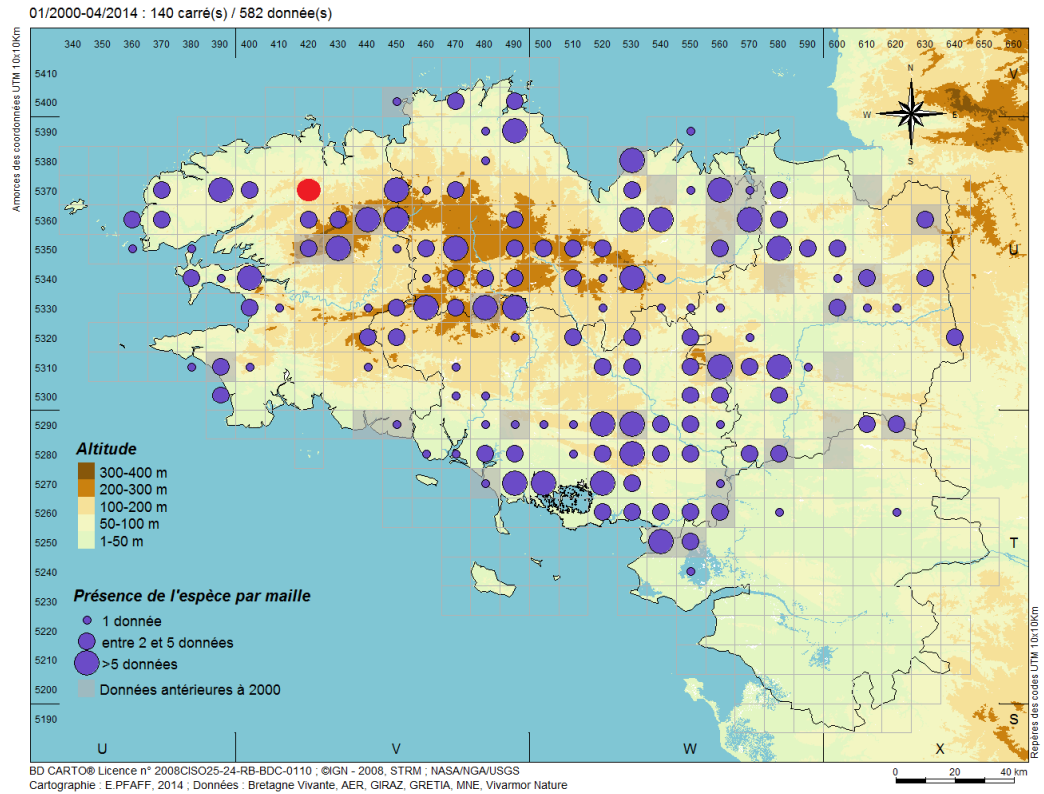 01/2000-04/2014 : 140 carré(s) / 582 donnée(s)
Amorces des coordonnées UTM 10x10Km
340 350 360 370 380 390 400 410 420 430 440 450 460 470 480 490 500 510 520 530 540 550 560 570 580 590 600 610 620 630 640 650 660
5410
5400
5390
5380
5370
5360
5350
5340
5330
5320
5310
5300
5290
5280
5270
5260
5250
5240
5230
5220
5210
5200
5190
N
W E
S
V
U
T
S
Altitude
300-400 m
200-300 m
100-200 m
50-100 m
1-50 m
Présence de l'espèce par maille
1 donnée
entre 2 et 5 données
>5 données
Données antérieures à 2000
U V W X
Repères des codes UTM 10x10Km
BD CARTO® Licence n° 2008CISO25-24-RB-BDC-0110 ; ©IGN - 2008, STRM ; NASA/NGA/USGS
Cartographie : E.PFAFF, 2014 ; Données : Bretagne Vivante, AER, GIRAZ, GRETIA, MNE, Vivarmor Nature
0 20 40 km